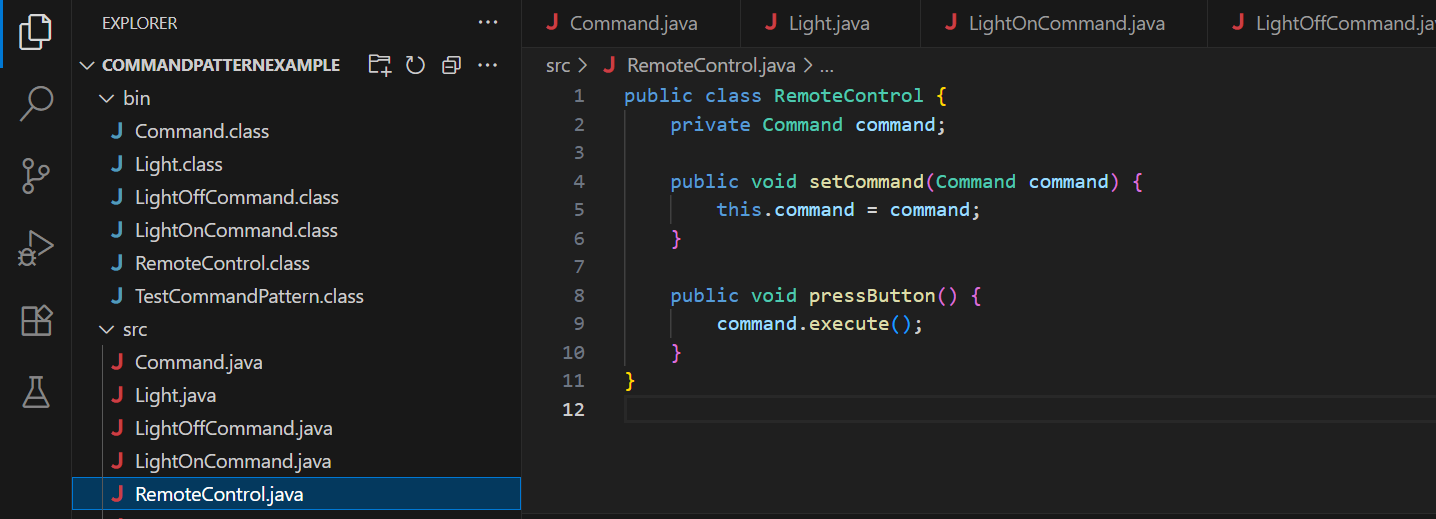 EXPLORER
COMMANDPATTERNEXAMPLE
bin
J Command.class
J Light.class
J LightOffCommand.class
J LightOnCommand.class
J RemoteControl.class
J TestCommandPattern.class
src
J Command.java
J Light.java
J LightOffCommand.java
J LightOnCommand.java
J RemoteControl.java
J Command.java J Light.java J LightOnCommand.java J LightOffCommand.jav
src > J RemoteControl.java > ...
1 public class RemoteControl {
2 private Command command;
3
4 public void setCommand(Command command) {
5 this.command = command;
6 }
7
8 public void pressButton() {
9 command.execute();
10 }
11 }
12